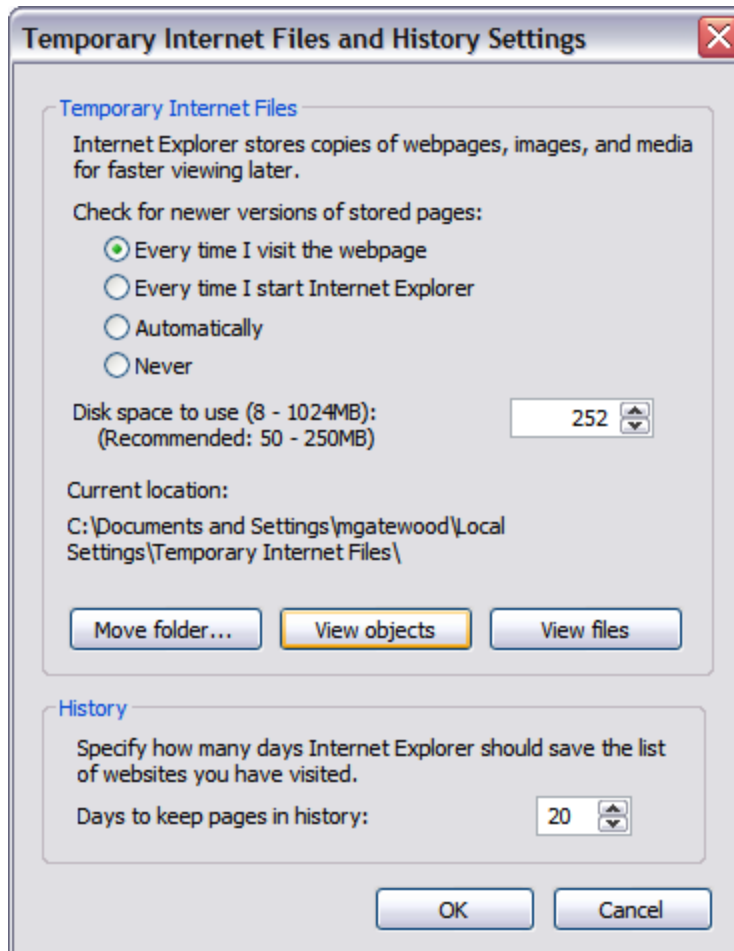 Temporary Internet Files and History Settings
Temporary Internet Files
Internet Explorer stores copies of webpages, images, and media
for faster viewing later.
Check for newer versions of stored pages:
Every time I visit the webpage
Every time I start Internet Explorer
Automatically
Never
Disk space to use (8 - 1024MB):
252
(Recommended: 50 - 250MB)
Current location:
C:\Documents and Settings\mgatewood\Local
Settings\Temporary Internet Files\
Move folder... View objects View files
History
Specify how many days Internet Explorer should save the list
of websites you have visited.
Days to keep pages in history: 20
OK Cancel